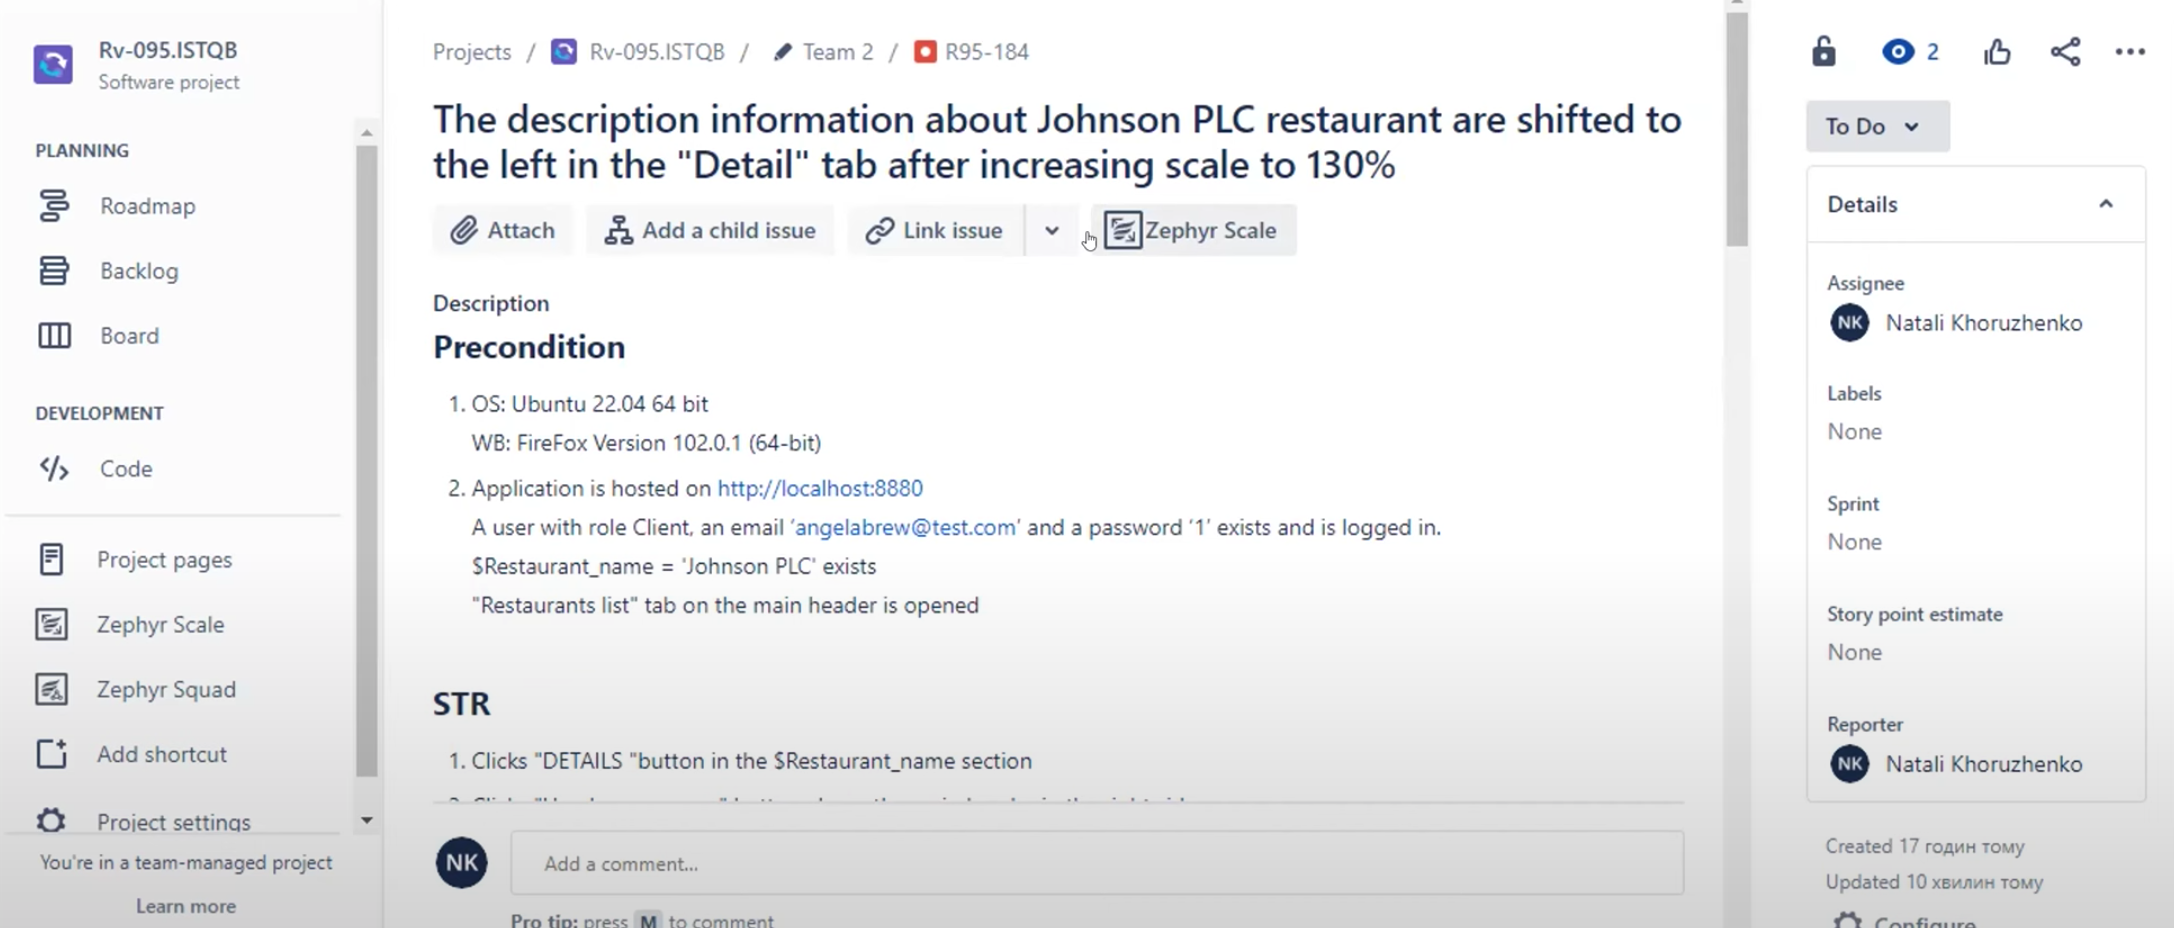 Rv-095.ISTQB
Software project
PLANNING
Roadmap
Backlog
Board
DEVELOPMENT
Code
Project pages
Zephyr Scale
Zephyr Squad
Add shortcut
Project settings
You're in a team-managed project
Learn more
Projects / Rv-095.ISTQB / Team 2 / R95-184
The description information about Johnson PLC restaurant are shifted to
the left in the "Detail" tab after increasing scale to 130%
Attach Add a child issue Link issue Zephyr Scale
Description
Precondition
1. OS: Ubuntu 22.04 64 bit
WB: FireFox Version 102.0.1 (64-bit)
2. Application is hosted on http://localhost:8880
A user with role Client, an email ‘angelabrew@test.com’ and a password ‘1’ exists and is logged in.
$Restaurant_name = 'Johnson PLC' exists
"Restaurants list" tab on the main header is opened
STR
1. Clicks "DETAILS "button in the $Restaurant_name section
NK Add a comment...
Pro tip: press M to comment
2
To Do
Details
Assignee
NK Natali Khoruzhenko
Labels
None
Sprint
None
Story point estimate
None
Reporter
NK Natali Khoruzhenko
Created 17 годин тому
Updated 10 хвилин тому
Configure